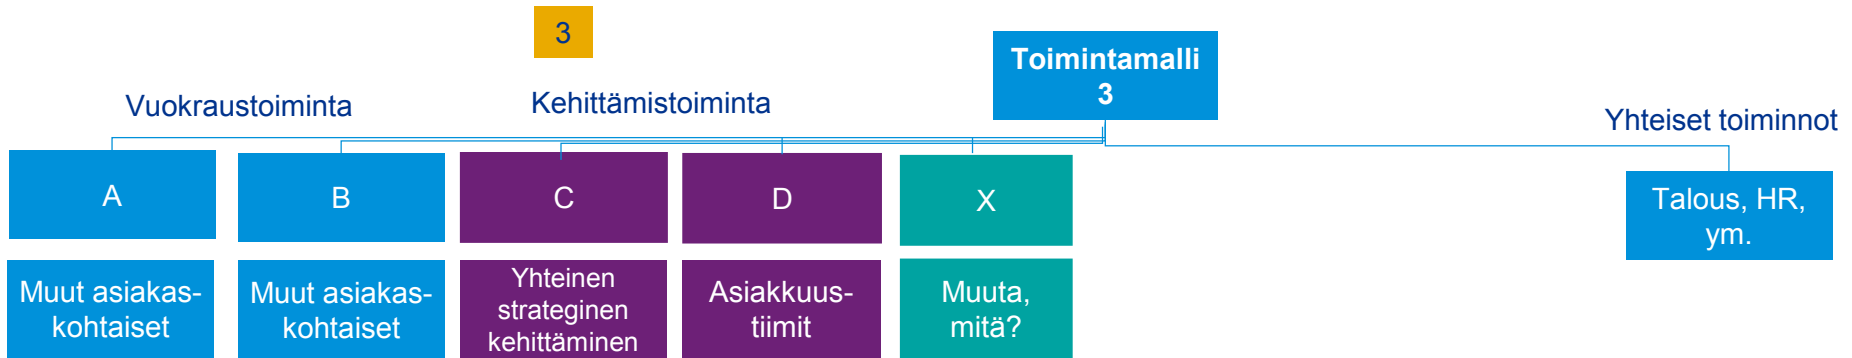 3
Toimintamalli
3
Vuokraustoiminta
Kehittämistoiminta
Yhteiset toiminnot
A
B
C
D
X
Talous, HR,
ym.
Muut asiakas-
kohtaiset
Muut asiakas-
kohtaiset
Yhteinen
strateginen
kehittäminen
Asiakkuus-
tiimit
Muuta,
mitä?